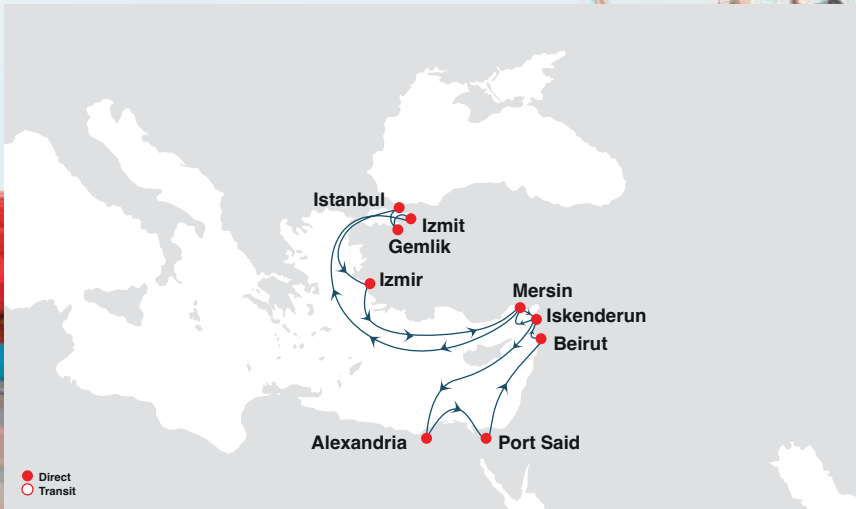 Istanbul
Izmit
Gemlik
Izmir
Mersin
Iskenderun
Beirut
Alexandria
Port Said
Direct
Transit